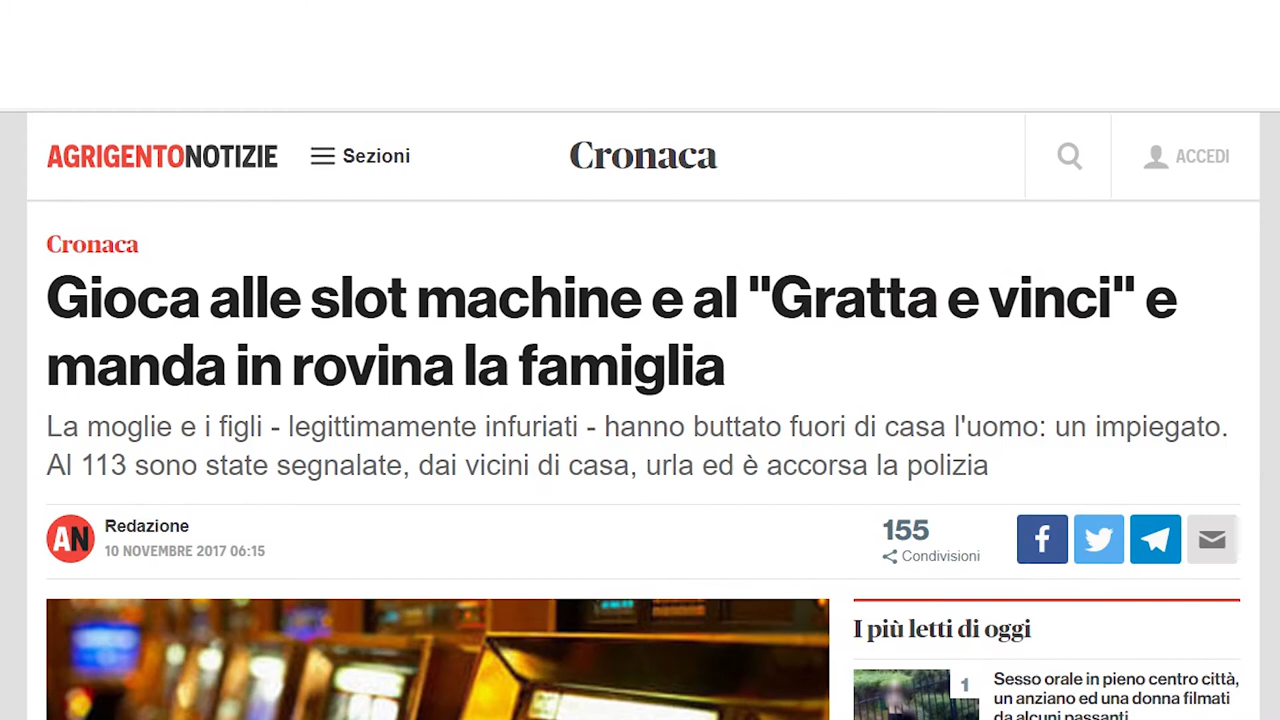 AGRIGENTONOTIZIE
Sezioni
Cronaca
ACCEDI
Cronaca
Gioca alle slot machine e al "Gratta e vinci" e
manda in rovina la famiglia
La moglie e i figli - legittimamente infuriati - hanno buttato fuori di casa l'uomo: un impiegato.
Al 113 sono state segnalate, dai vicini di casa, urla ed è accorsa la polizia
AN
Redazione
10 NOVEMBRE 2017 06:15
155
Condivisioni
I più letti di oggi
1
Sesso orale in pieno centro città,
un anziano ed una donna filmati
da alcuni passanti